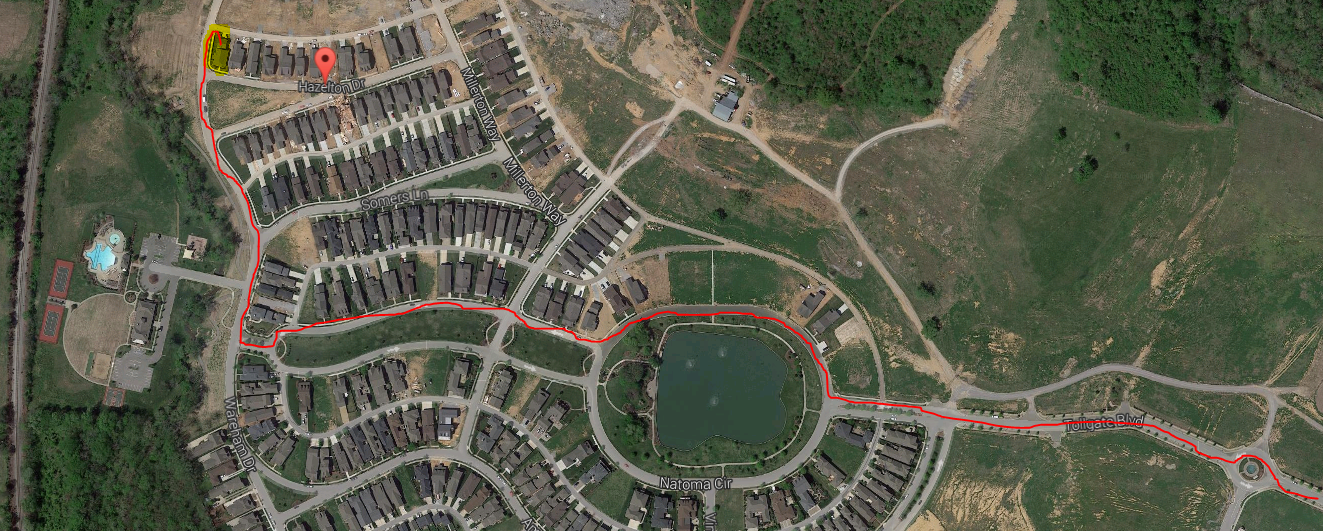 Hazelton Dr
Millerton Way
Millerton Way
Somers Ln
Tollgate Blvd
Wareham Dr
Natoma Cir